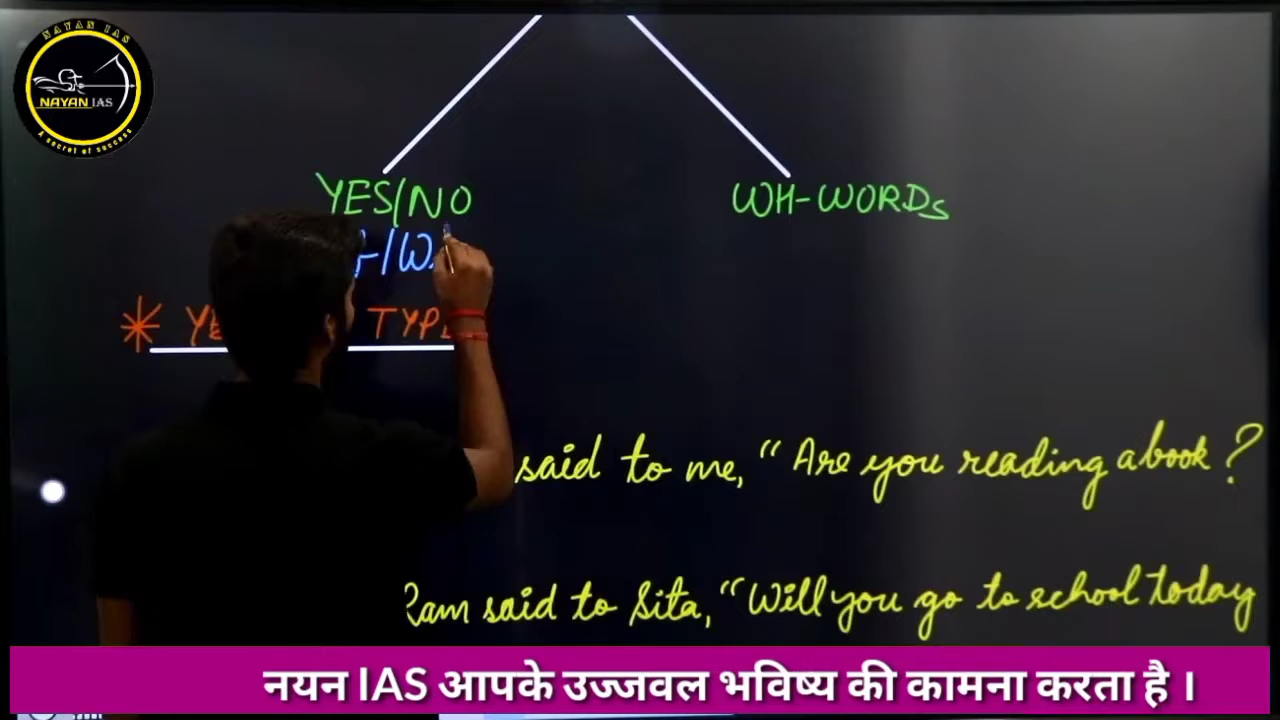 NAYAN IAS
NAYAN IAS
A secret of success
YES/NO
WH-WORDs
TYPE
said to me, “Are you reading a book ?
Ram said to Sita, “Will you go to school today
नयन IAS आपके उज्जवल भविष्य की कामना करता है ।